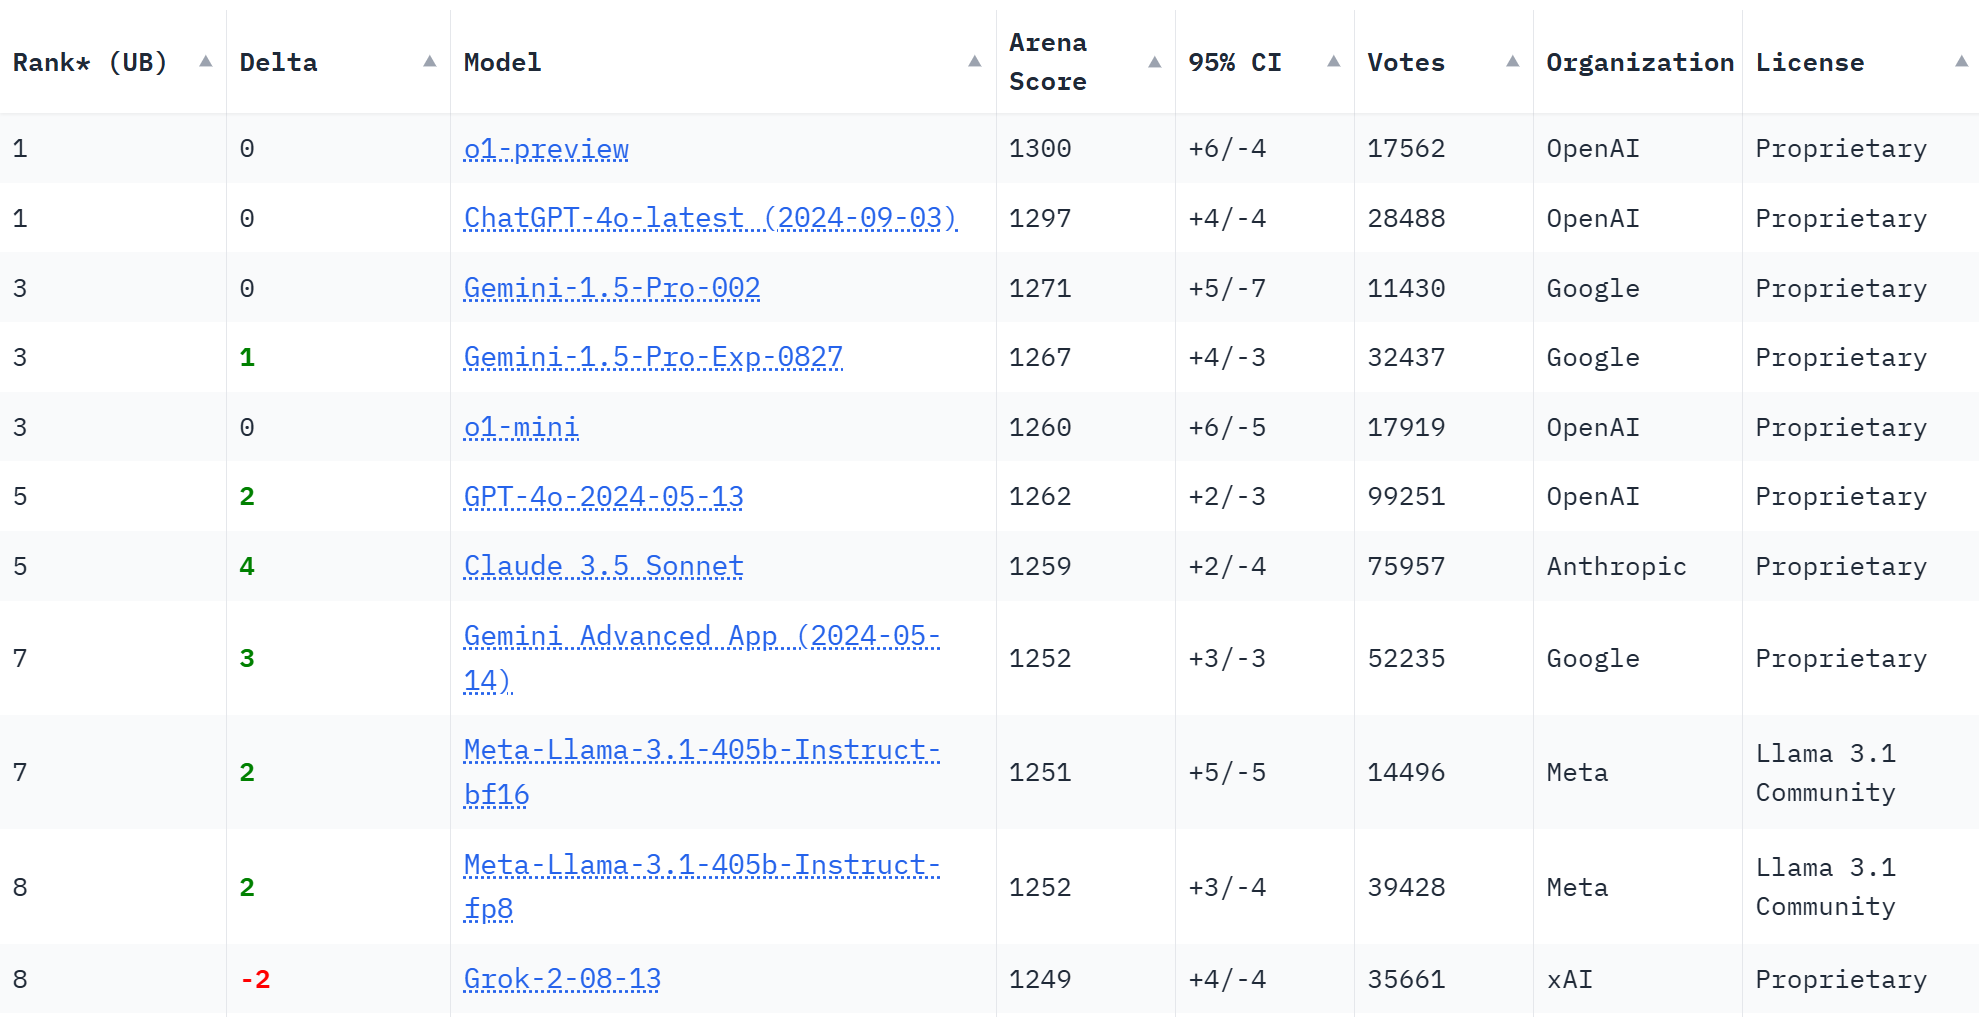 Rank* (UB) ▲ Delta ▲ Model ▲ Arena Score ▲ 95% CI ▲ Votes ▲ Organization License ▲
1 0 o1-preview 1300 +6/-4 17562 OpenAI Proprietary
1 0 ChatGPT-4o-latest (2024-09-03) 1297 +4/-4 28488 OpenAI Proprietary
3 0 Gemini-1.5-Pro-002 1271 +5/-7 11430 Google Proprietary
3 1 Gemini-1.5-Pro-Exp-0827 1267 +4/-3 32437 Google Proprietary
3 0 o1-mini 1260 +6/-5 17919 OpenAI Proprietary
5 2 GPT-4o-2024-05-13 1262 +2/-3 99251 OpenAI Proprietary
5 4 Claude 3.5 Sonnet 1259 +2/-4 75957 Anthropic Proprietary
7 3 Gemini Advanced App (2024-05-14) 1252 +3/-3 52235 Google Proprietary
7 2 Meta-Llama-3.1-405b-Instruct-bf16 1251 +5/-5 14496 Meta Llama 3.1 Community
8 2 Meta-Llama-3.1-405b-Instruct-fp8 1252 +3/-4 39428 Meta Llama 3.1 Community
8 -2 Grok-2-08-13 1249 +4/-4 35661 xAI Proprietary